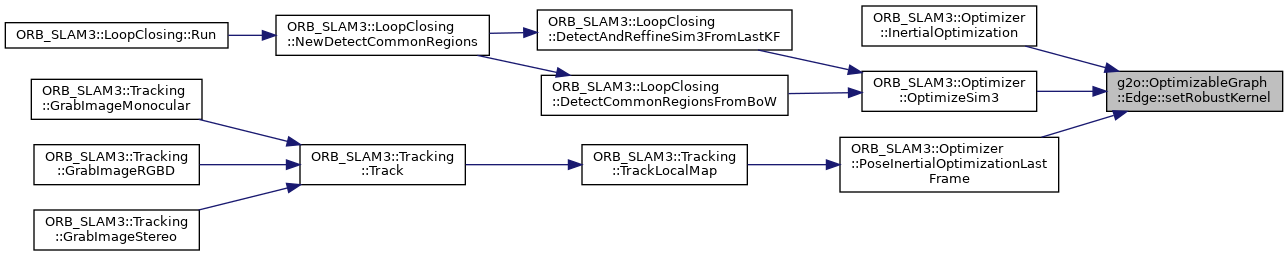 ORB_SLAM3::LoopClosing::Run
ORB_SLAM3::LoopClosing
::NewDetectCommonRegions
ORB_SLAM3::LoopClosing
::DetectAndReffineSim3FromLastKF
ORB_SLAM3::LoopClosing
::DetectCommonRegionsFromBoW
ORB_SLAM3::Optimizer
::InertialOptimization
ORB_SLAM3::Optimizer
::OptimizeSim3
g2o::OptimizableGraph
::Edge::setRobustKernel
ORB_SLAM3::Tracking
::GrabImageMonocular
ORB_SLAM3::Tracking
::GrabImageRGBD
ORB_SLAM3::Tracking
::GrabImageStereo
ORB_SLAM3::Tracking
::Track
ORB_SLAM3::Tracking
::TrackLocalMap
ORB_SLAM3::Optimizer
::PoseInertialOptimizationLast
Frame